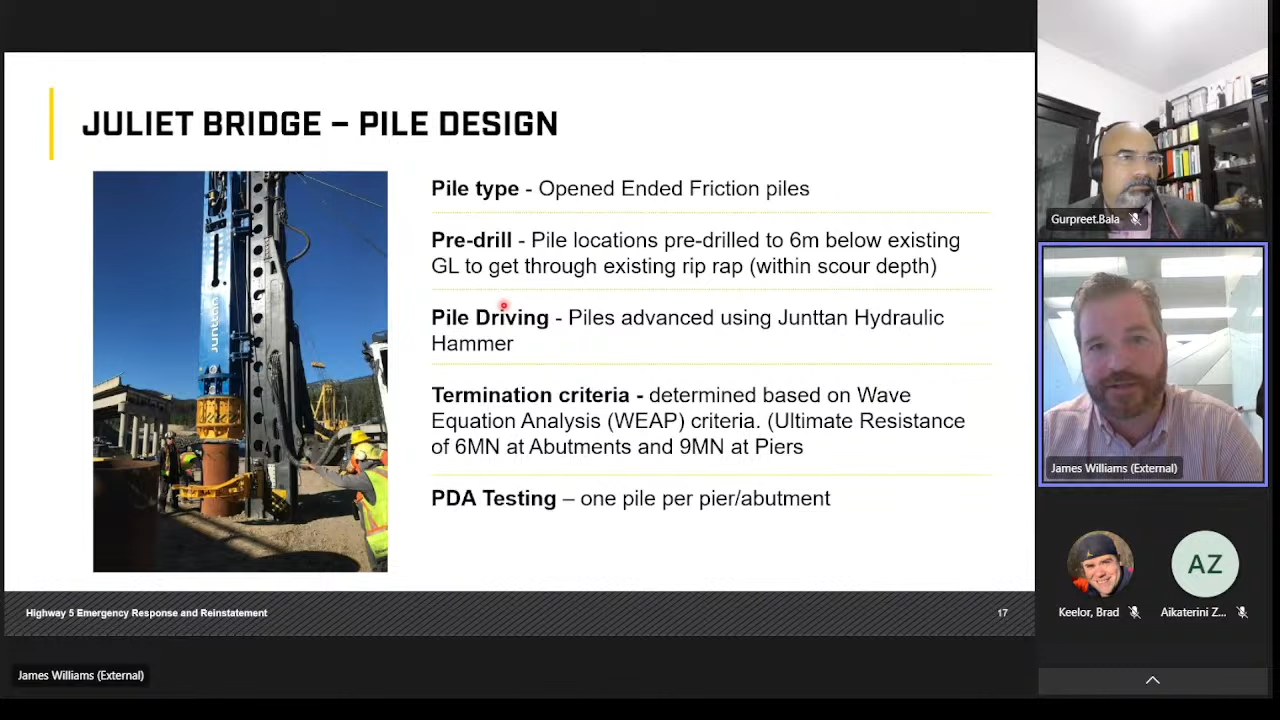 JULIET BRIDGE – PILE DESIGN
junttan
Pile type - Opened Ended Friction piles
Pre-drill - Pile locations pre-drilled to 6m below existing
GL to get through existing rip rap (within scour depth)
Pile Driving - Piles advanced using Junttan Hydraulic
Hammer
Termination criteria - determined based on Wave
Equation Analysis (WEAP) criteria. (Ultimate Resistance
of 6MN at Abutments and 9MN at Piers
PDA Testing – one pile per pier/abutment
Highway 5 Emergency Response and Reinstatement
17
James Williams (External)
Gurpreet.Bala
James Williams (External)
AZ
Keelor, Brad
Aikaterini Z...